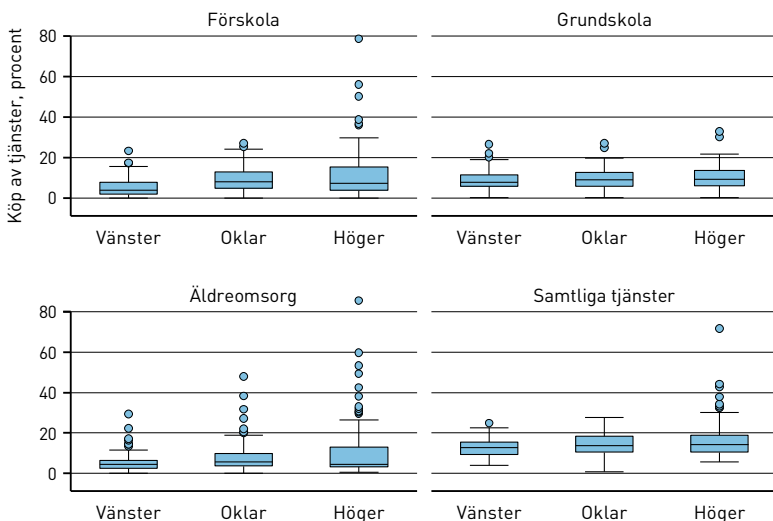 Förskola
Grundskola
Köp av tjänster, procent
80
60
40
20
0
Vänster Oklar Höger
Vänster Oklar Höger
Äldreomsorg
Samtliga tjänster
80
60
40
20
0
Vänster Oklar Höger
Vänster Oklar Höger